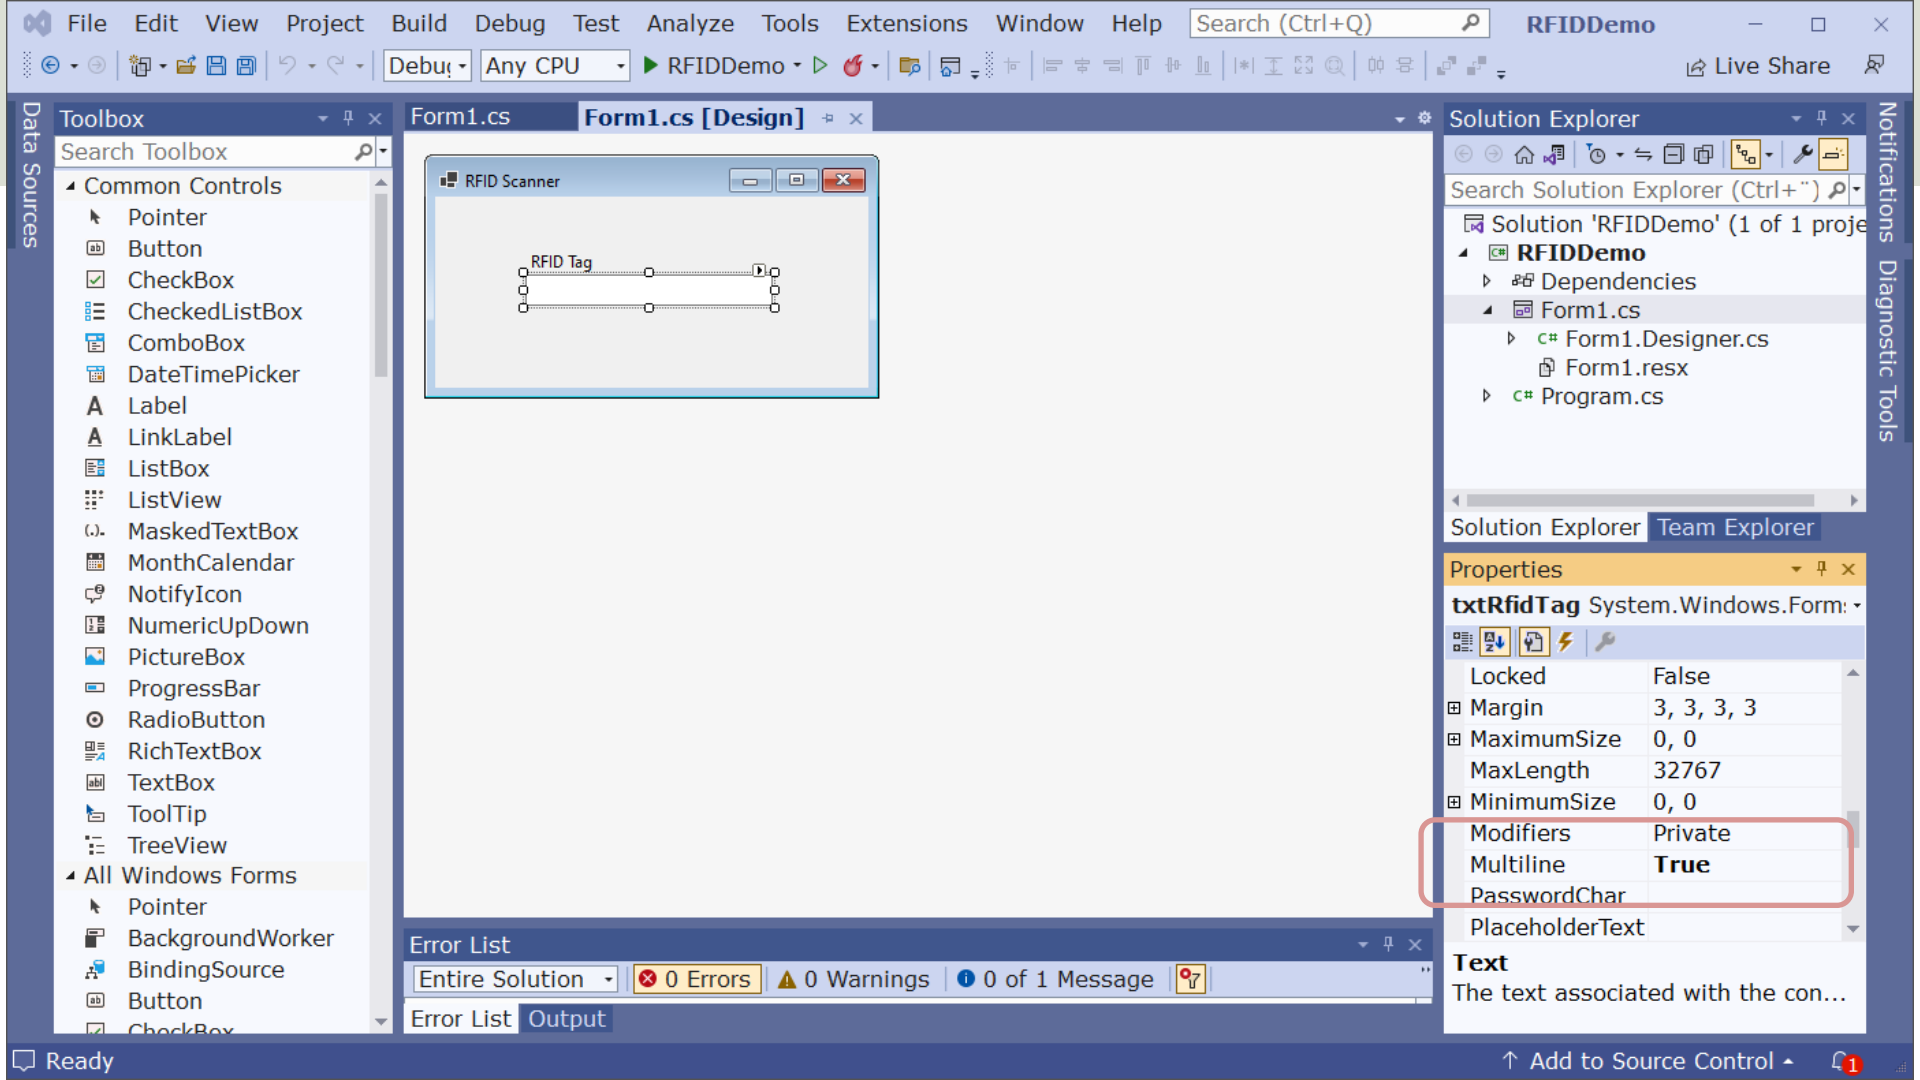 File Edit View Project Build Debug Test Analyze Tools Extensions Window Help Search (Ctrl+Q) RFIDDemo
Debug Any CPU RFIDDemo Live Share
Data Sources
Toolbox
Search Toolbox
Common Controls
Pointer
Button
CheckBox
CheckedListBox
ComboBox
DateTimePicker
Label
LinkLabel
ListBox
ListView
MaskedTextBox
MonthCalendar
NotifyIcon
NumericUpDown
PictureBox
ProgressBar
RadioButton
RichTextBox
TextBox
ToolTip
TreeView
All Windows Forms
Pointer
BackgroundWorker
BindingSource
Button
CheckBox
Form1.cs Form1.cs [Design]
RFID Scanner
RFID Tag
Error List
Entire Solution 0 Errors 0 Warnings 0 of 1 Message
Error List Output
Solution Explorer
Search Solution Explorer (Ctrl+¨)
Solution 'RFIDDemo' (1 of 1 proje
RFIDDemo
Dependencies
Form1.cs
C# Form1.Designer.cs
Form1.resx
C# Program.cs
Solution Explorer Team Explorer
Properties
txtRfidTag System.Windows.Form
Locked False
Margin 3, 3, 3, 3
MaximumSize 0, 0
MaxLength 32767
MinimumSize 0, 0
Modifiers Private
Multiline True
PasswordChar
PlaceholderText
Text
The text associated with the con...
Notifications
Diagnostic Tools
Ready Add to Source Control 1